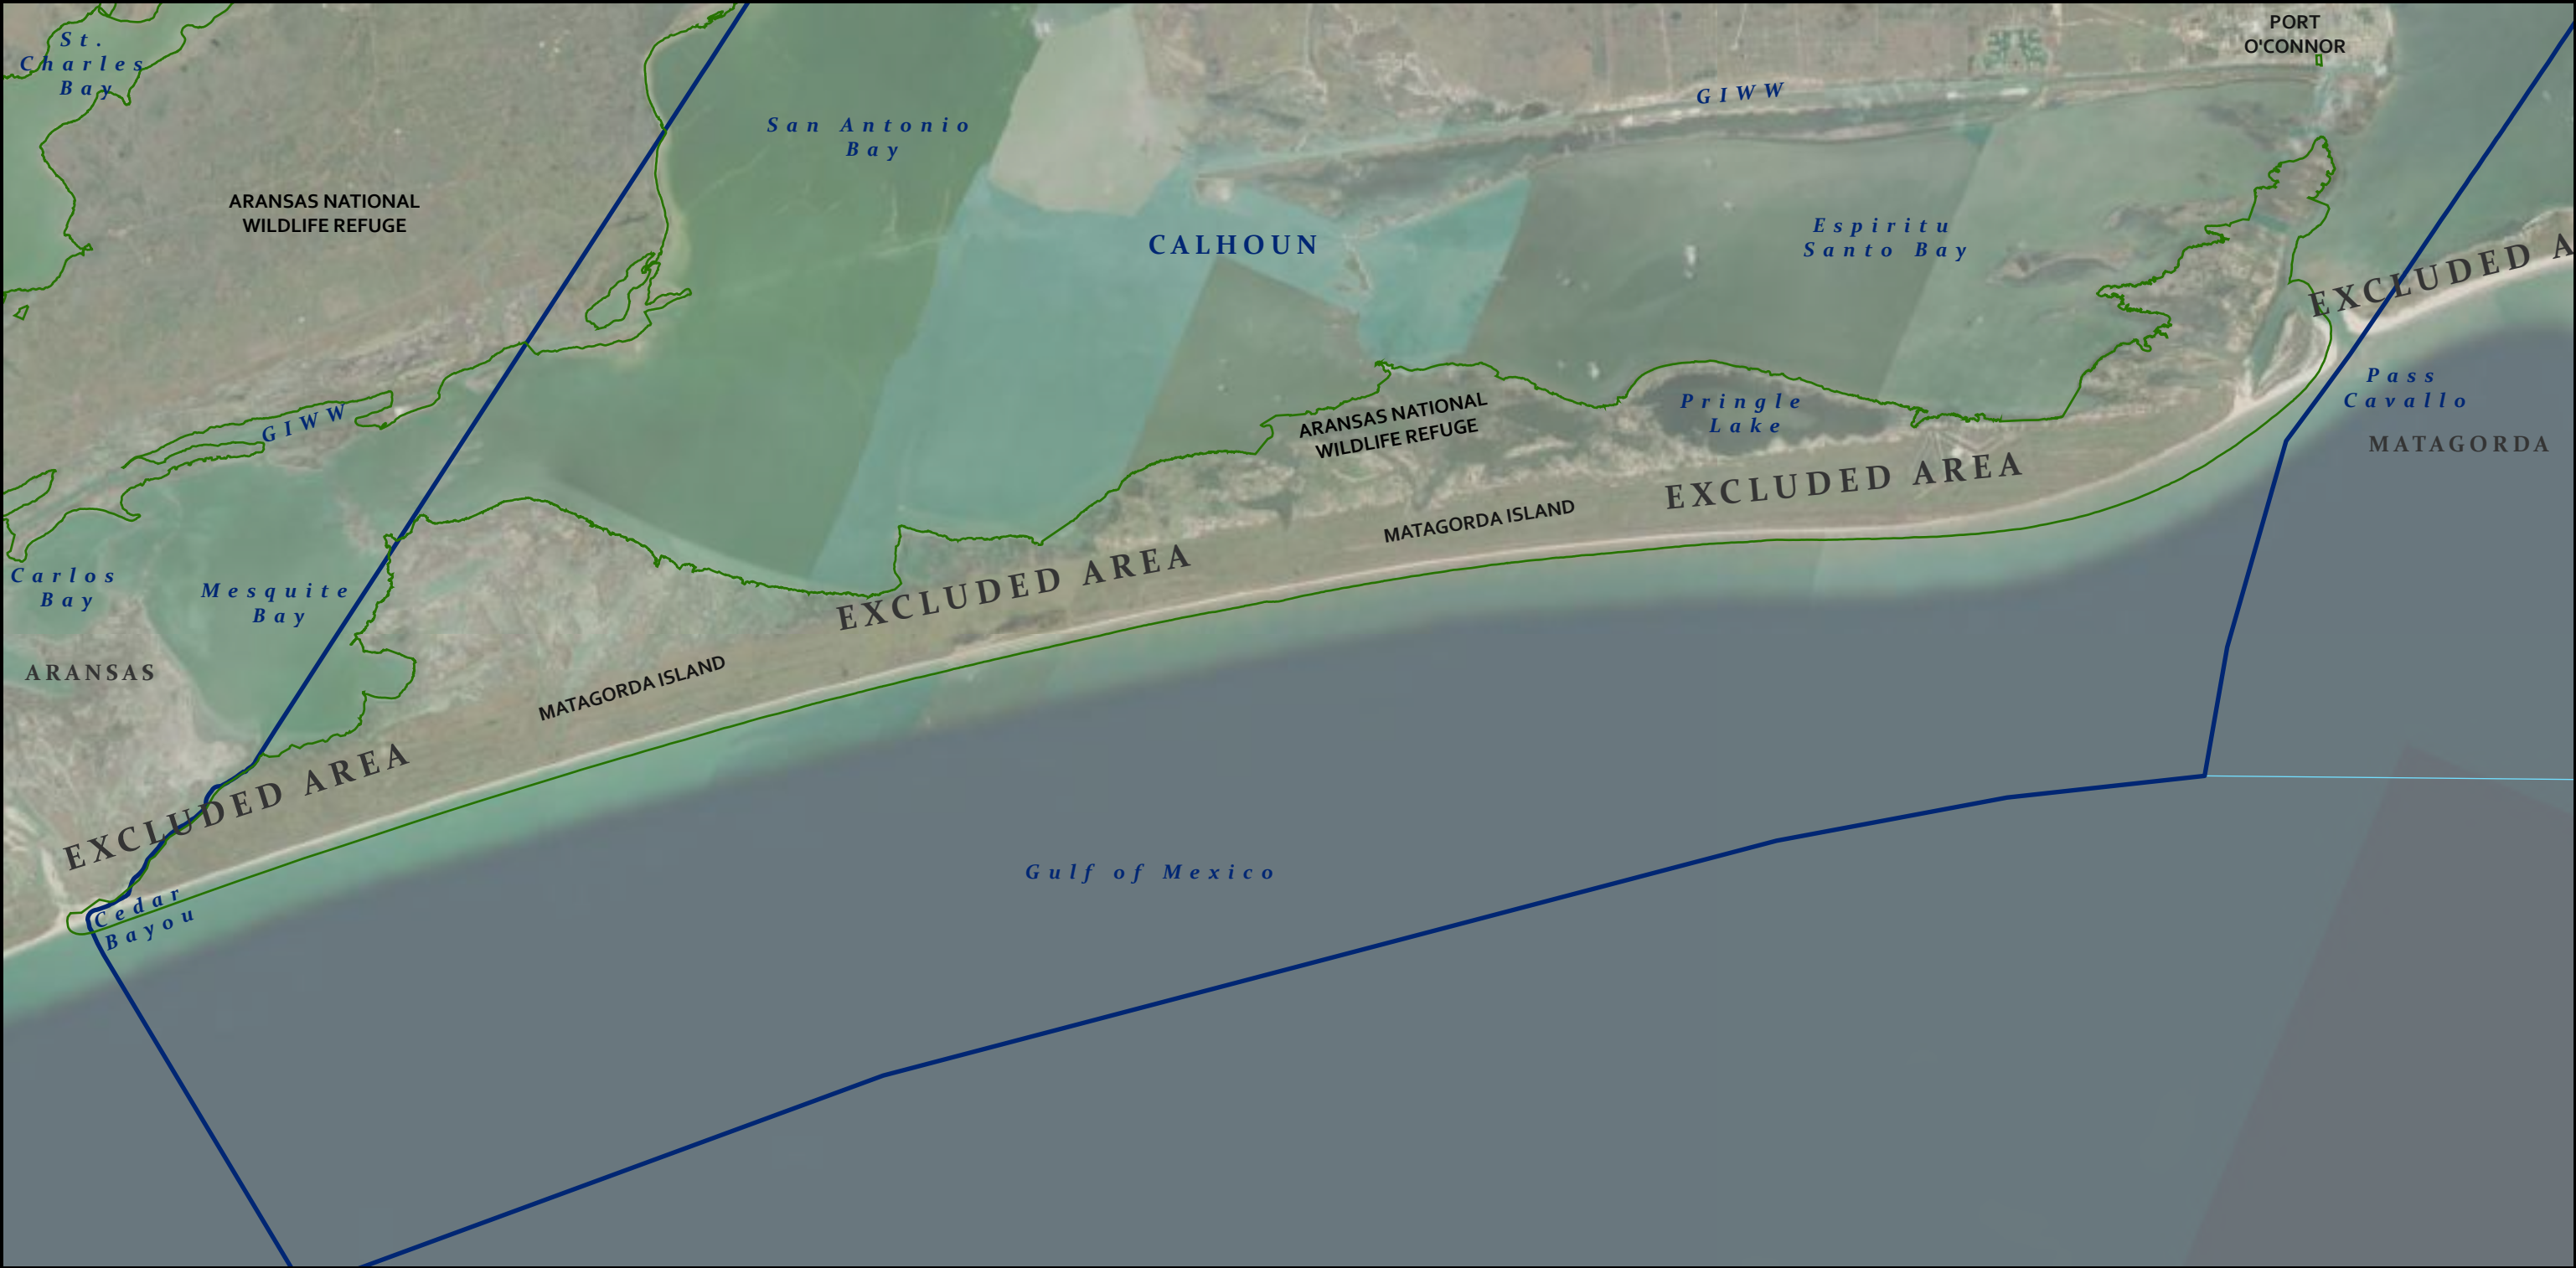 PORT
O'CONNOR
St.
Charles
Bay
GIWW
San Antonio
Bay
ARANSAS NATIONAL
WILDLIFE REFUGE
Espiritu
Santo Bay
CALHOUN
EXCLUDED A
Pass
Cavallo
MATAGORDA
GIWW
ARANSAS NATIONAL
WILDLIFE REFUGE
Pringle
Lake
EXCLUDED AREA
MATAGORDA ISLAND
EXCLUDED AREA
Carlos
Bay
Mesquite
Bay
ARANSAS
MATAGORDA ISLAND
EXCLUDED AREA
Cedar
Bayou
Gulf of Mexico